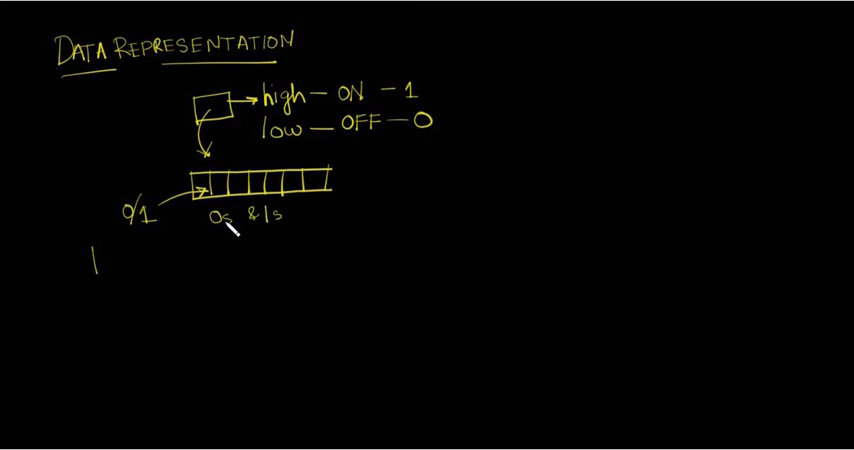 DATA REPRESENTATION
high - ON - 1
low - OFF - 0
0/1
0s & 1s